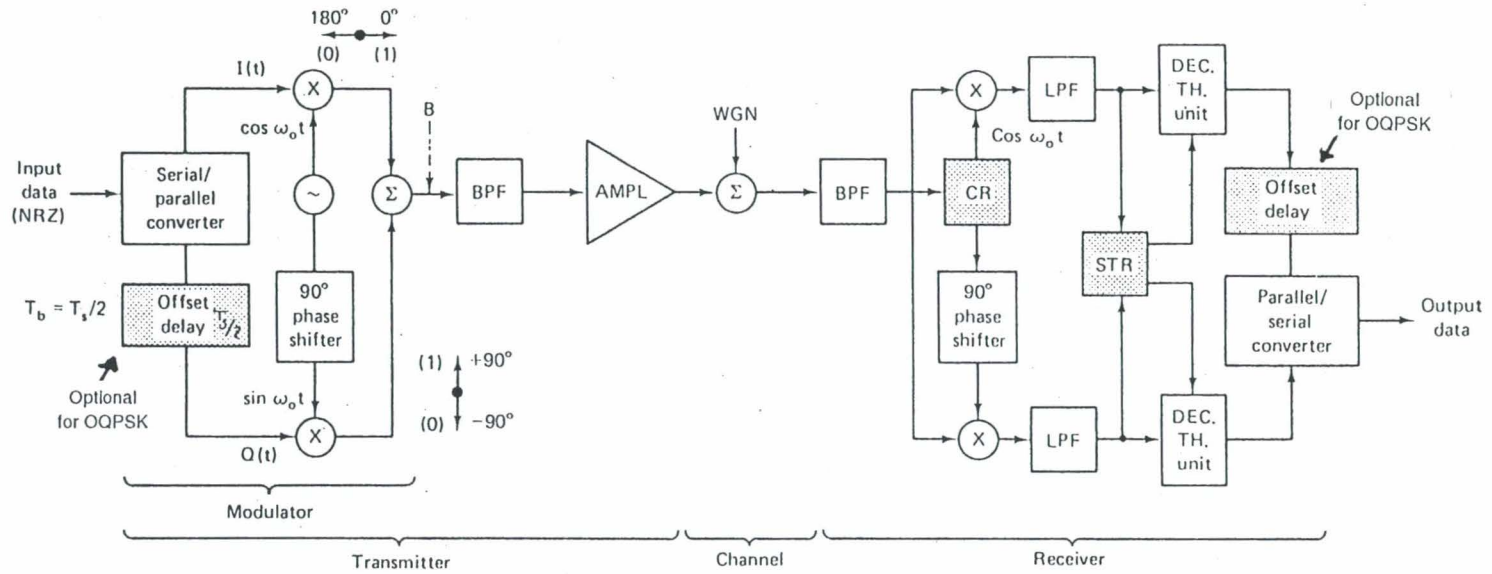 180° 0°
(0) (1)
I(t)
X
cos ω₀t
B
Input
data
(NRZ)
Serial/
parallel
converter
~
Σ
BPF
AMPL
T_b = T_s/2
Offset
delay T_s/2
90°
phase
shifter
Optional
for OQPSK
sin ω₀t
X
Q(t)
(1) +90°
(0) −90°
Modulator
Transmitter
WGN
Σ
Channel
BPF
X
LPF
Cos ω₀t
CR
90°
phase
shifter
X
LPF
DEC.
TH.
unit
STR
DEC.
TH.
unit
Optional
for OQPSK
Offset
delay
Parallel/
serial
converter
Output
data
Receiver